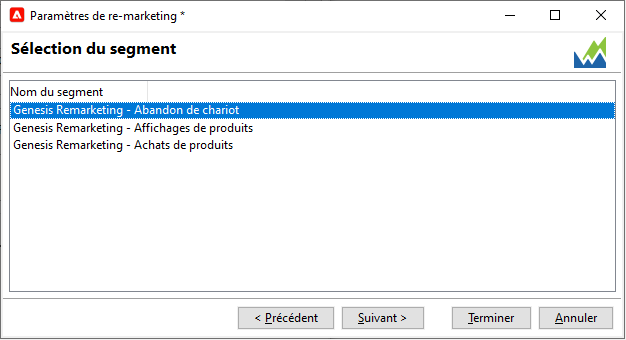 Paramètres de re-marketing *
Sélection du segment
Nom du segment
Genesis Remarketing - Abandon de chariot
Genesis Remarketing - Affichages de produits
Genesis Remarketing - Achats de produits
< Précédent Suivant > Terminer Annuler